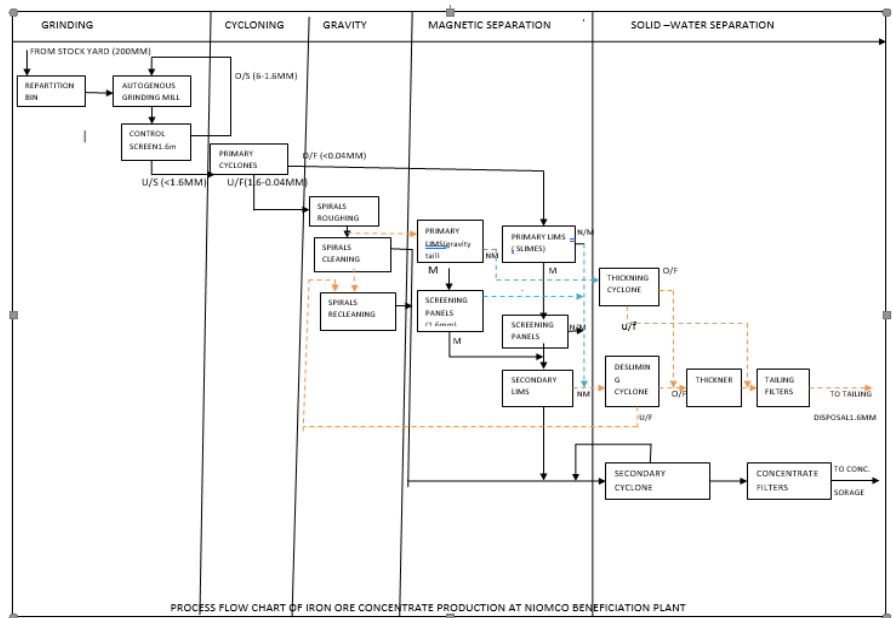 GRINDING
CYCLONING
GRAVITY
MAGNETIC SEPARATION
SOLID –WATER SEPARATION
FROM STOCK YARD (200MM)
O/S (6-1.6MM)
REPARTITION
BIN
AUTOGENOUS
GRINDING MILL
CONTROL
SCREEN1.6m
PRIMARY
CYCLONES
O/F (<0.04MM)
U/S (<1.6MM)
U/F(1.6-0.04MM)
SPIRALS
ROUGHING
PRIMARY
LIMS(gravity
tail)
PRIMARY LIMS
( SLIMES)
N/M
SPIRALS
CLEANING
NM
M
M
THICKNING
CYCLONE
O/F
SPIRALS
RECLEANING
SCREENING
PANELS
(1.6mm)
SCREENING
PANELS
N/M
u/f
M
SECONDARY
LIMS
NM
DESLIMIN
G
CYCLONE
O/F
THICKNER
TAILING
FILTERS
TO TAILING
DISPOSAL1.6MM
U/F
SECONDARY
CYCLONE
CONCENTRATE
FILTERS
TO CONC.
SORAGE
PROCESS FLOW CHART OF IRON ORE CONCENTRATE PRODUCTION AT NIOMCO BENEFICIATION PLANT